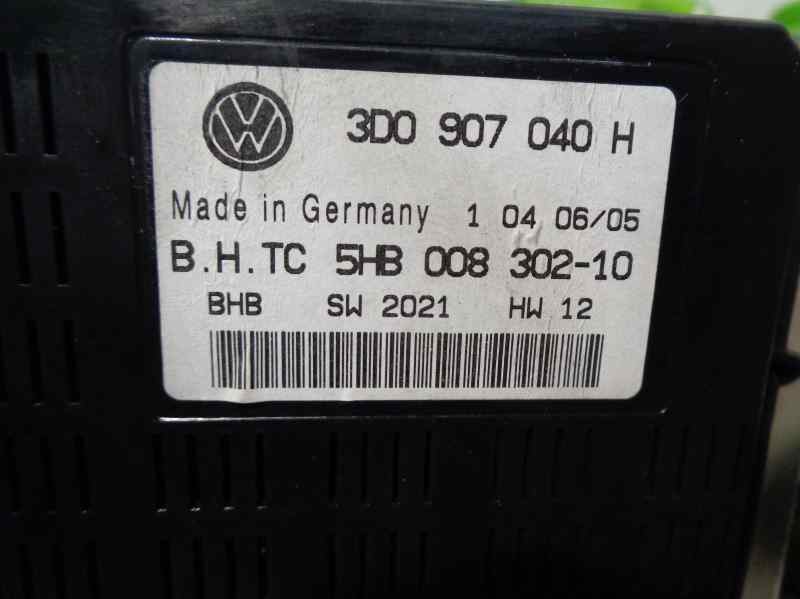 3D0 907 040 H
Made in Germany 1 04 06/05
B.H.TC 5HB 008 302-10
BHB SW 2021 HW 12